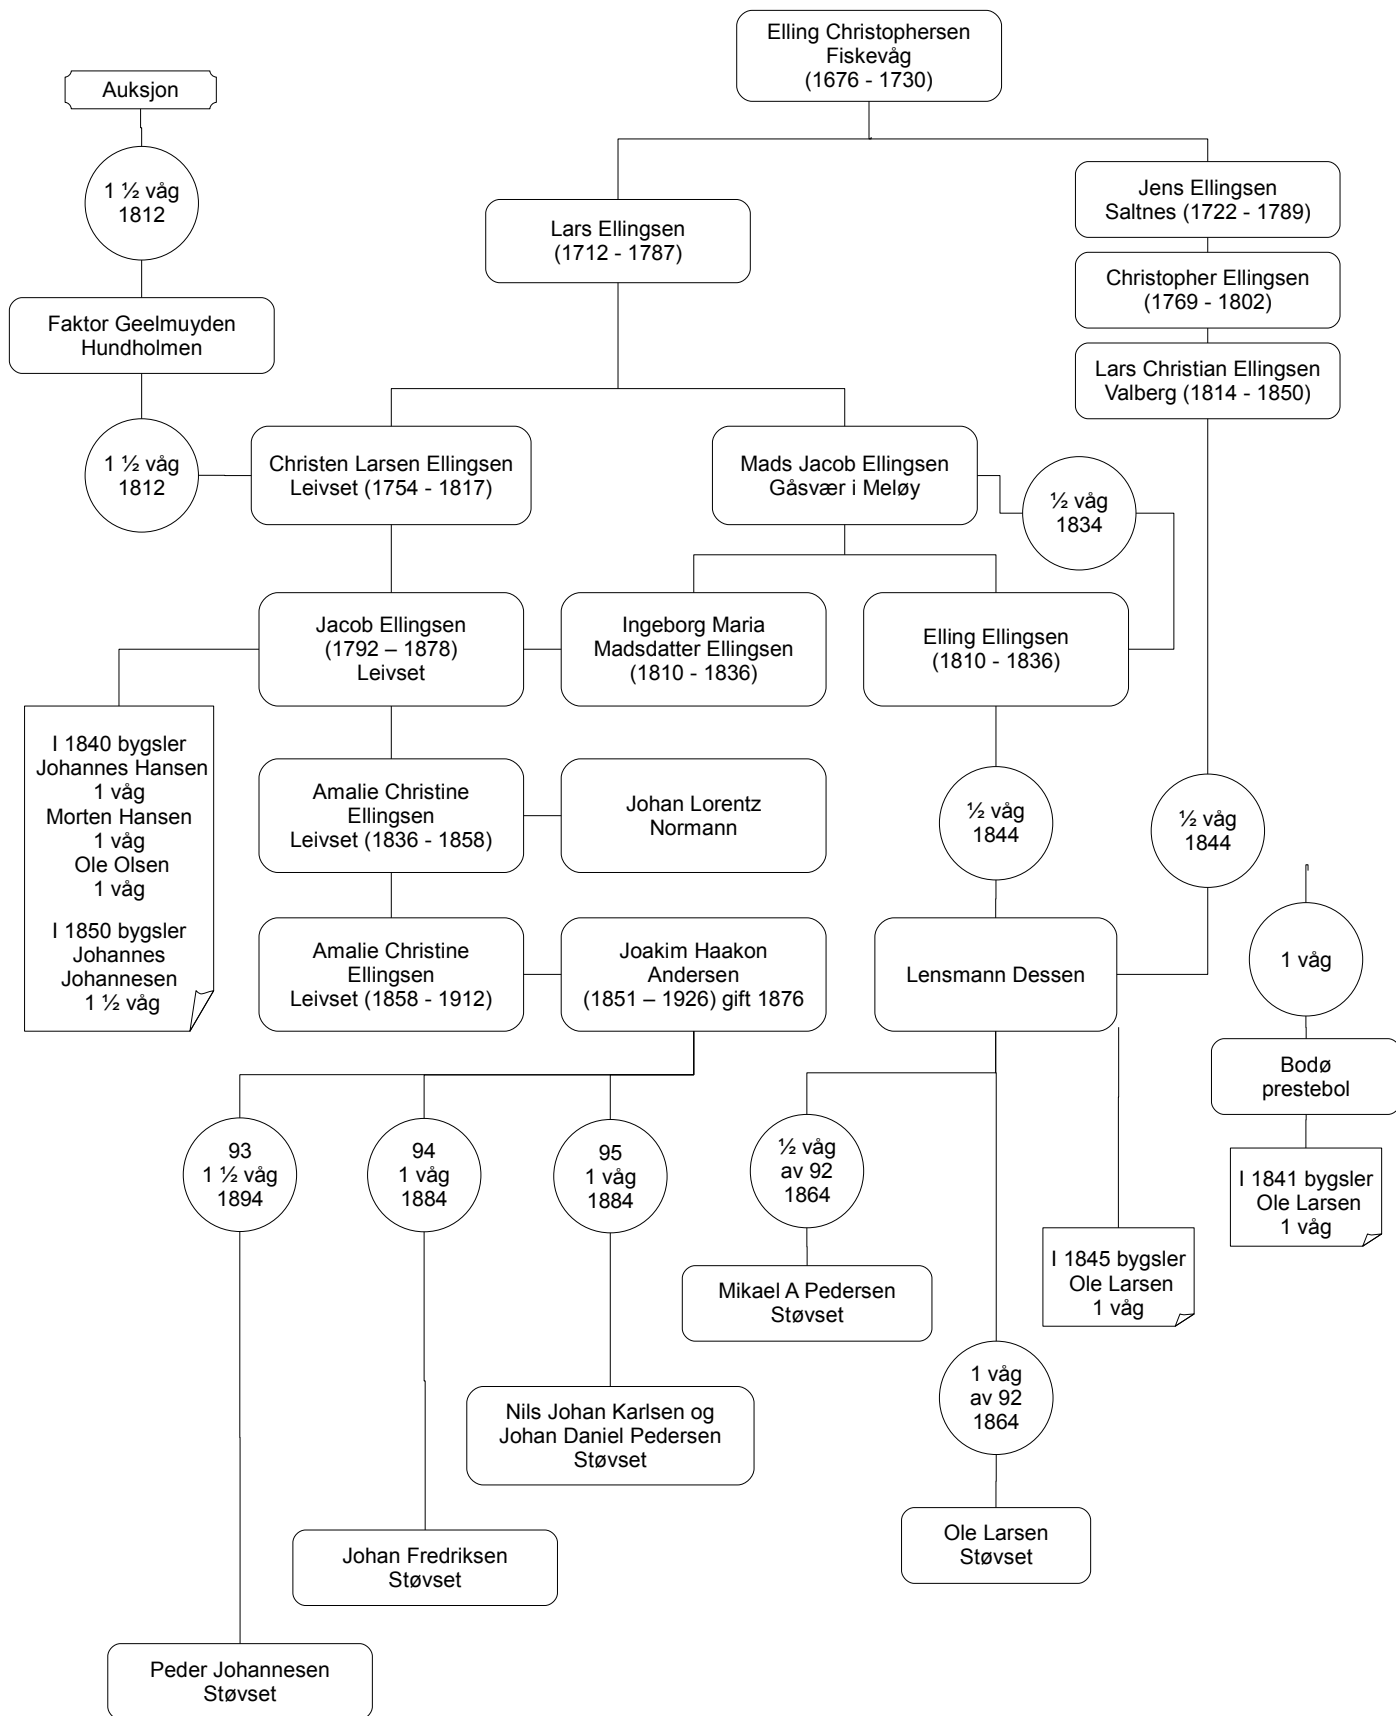 Elling Christophersen
Fiskevåg
(1676 - 1730)
Auksjon
1 ½ våg
1812
Jens Ellingsen
Saltnes (1722 - 1789)
Lars Ellingsen
(1712 - 1787)
Christopher Ellingsen
(1769 - 1802)
Faktor Geelmuyden
Hundholmen
Lars Christian Ellingsen
Valberg (1814 - 1850)
1 ½ våg
1812
Christen Larsen Ellingsen
Leivset (1754 - 1817)
Mads Jacob Ellingsen
Gåsvær i Meløy
½ våg
1834
Jacob Ellingsen
(1792 – 1878)
Leivset
Ingeborg Maria
Madsdatter Ellingsen
(1810 - 1836)
Elling Ellingsen
(1810 - 1836)
I 1840 bygsler
Johannes Hansen
1 våg
Morten Hansen
1 våg
Ole Olsen
1 våg
I 1850 bygsler
Johannes
Johannesen
1 ½ våg
Amalie Christine
Ellingsen
Leivset (1836 - 1858)
Johan Lorentz
Normann
½ våg
1844
½ våg
1844
Amalie Christine
Ellingsen
Leivset (1858 - 1912)
Joakim Haakon
Andersen
(1851 – 1926) gift 1876
Lensmann Dessen
1 våg
Bodø
prestebol
93
1 ½ våg
1894
94
1 våg
1884
95
1 våg
1884
½ våg
av 92
1864
I 1841 bygsler
Ole Larsen
1 våg
Mikael A Pedersen
Støvset
I 1845 bygsler
Ole Larsen
1 våg
1 våg
av 92
1864
Nils Johan Karlsen og
Johan Daniel Pedersen
Støvset
Johan Fredriksen
Støvset
Ole Larsen
Støvset
Peder Johannesen
Støvset